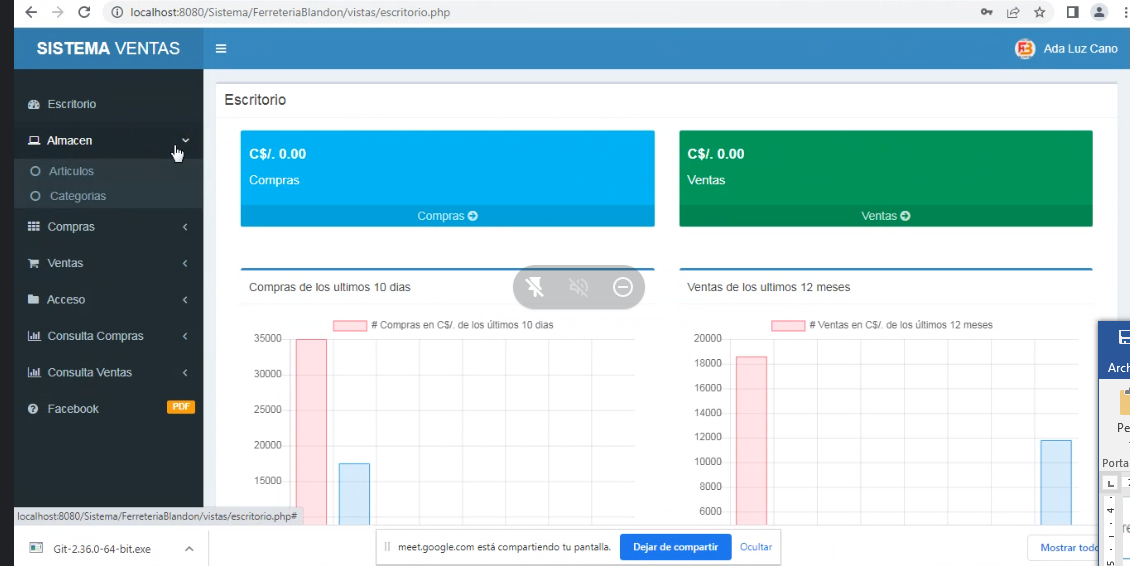 localhost:8080/Sistema/FerreteriaBlandon/vistas/escritorio.php
SISTEMA VENTAS
Ada Luz Cano
Escritorio
Almacen
Articulos
Categorias
Compras
Ventas
Acceso
Consulta Compras
Consulta Ventas
Facebook
PDF
Escritorio
C$/. 0.00
Compras
Compras
C$/. 0.00
Ventas
Ventas
Compras de los ultimos 10 dias
# Compras en C$/. de los últimos 10 dias
35000
30000
25000
20000
15000
Ventas de los ultimos 12 meses
# Ventas en C$/. de los últimos 12 meses
20000
18000
16000
14000
12000
10000
8000
6000
Arch
Pe
Porta
localhost:8080/Sistema/FerreteriaBlandon/vistas/escritorio.php#
Git-2.36.0-64-bit.exe
meet.google.com está compartiendo tu pantalla.
Dejar de compartir
Ocultar
Mostrar todo